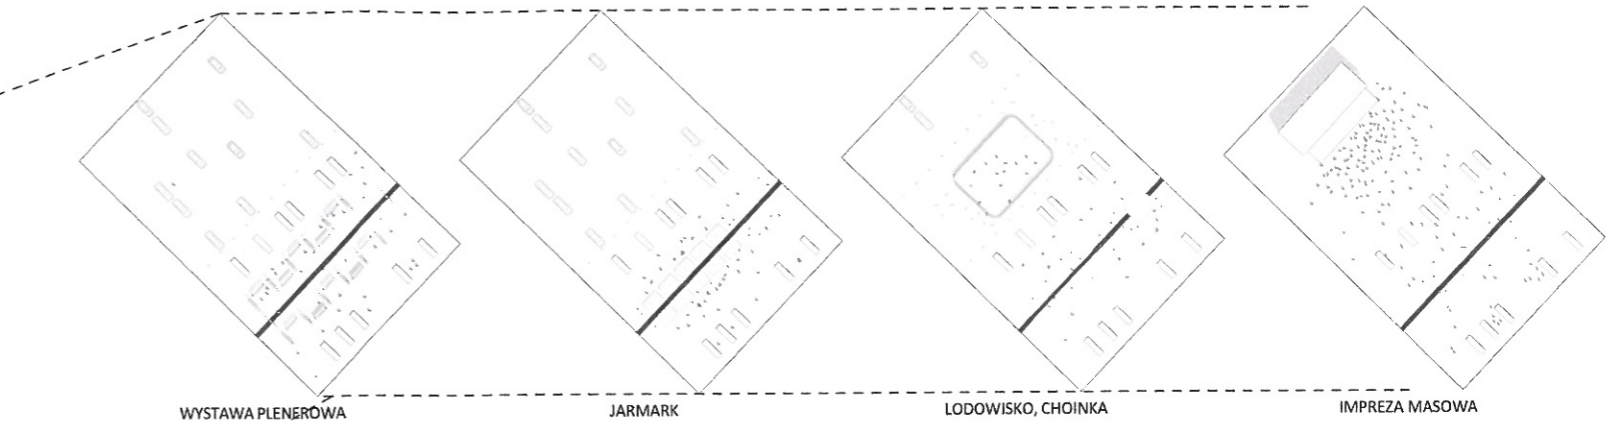 WYSTAWA PLENEROWA
JARMARK
LODOWISKO, CHOINKA
IMPREZA MASOWA